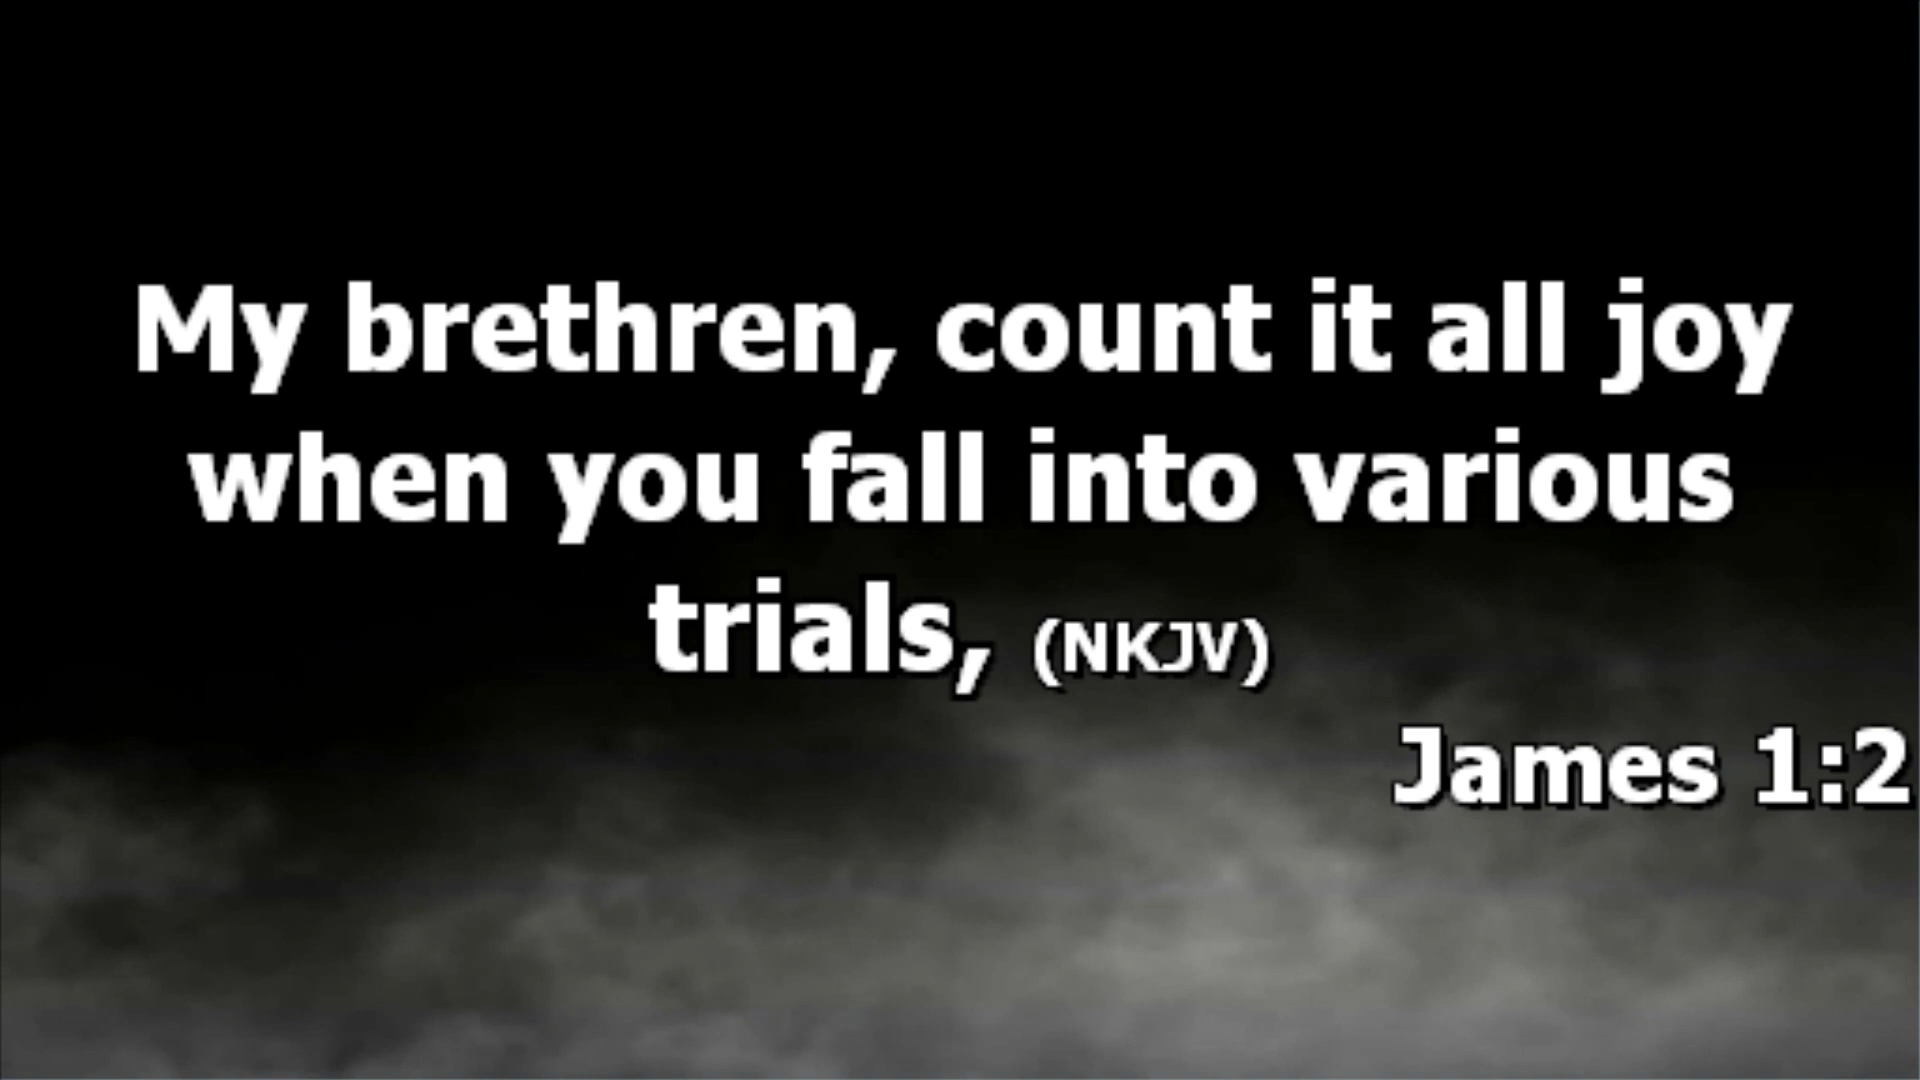 My brethren, count it all joy
when you fall into various
trials, (NKJV)
James 1:2